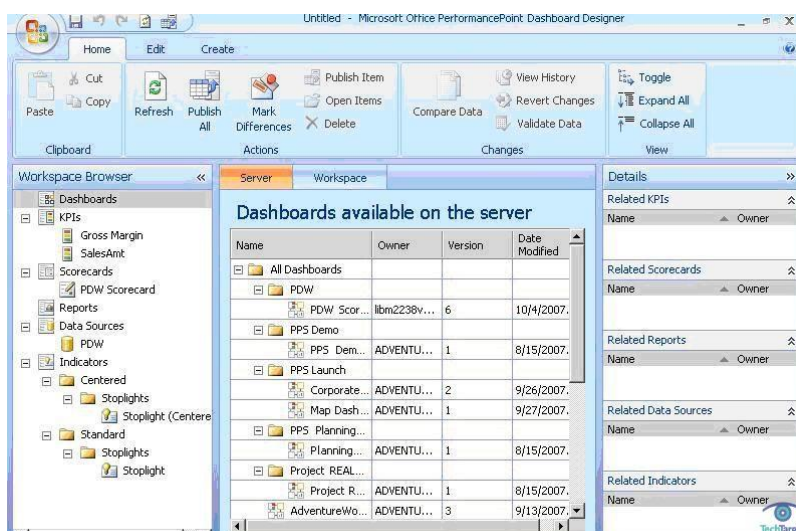 Untitled - Microsoft Office PerformancePoint Dashboard Designer
Home Edit Create
Paste
Cut
Copy
Clipboard
Refresh
Publish All
Mark Differences
Publish Item
Open Items
Delete
Actions
Compare Data
View History
Revert Changes
Validate Data
Changes
Toggle
Expand All
Collapse All
View
Workspace Browser «
Dashboards
KPIs
Gross Margin
SalesAmt
Scorecards
PDW Scorecard
Reports
Data Sources
PDW
Indicators
Centered
Stoplights
Stoplight (Centere
Standard
Stoplights
Stoplight
Server Workspace
Dashboards available on the server
Name Owner Version Date Modified
All Dashboards
PDW
PDW Scor... libm2238v... 6 10/4/2007.
PPS Demo
PPS Dem... ADVENTU... 1 8/15/2007.
PPS Launch
Corporate... ADVENTU... 2 9/26/2007.
Map Dash... ADVENTU... 1 9/27/2007.
PPS Planning...
Planning... ADVENTU... 1 8/15/2007.
Project REAL...
Project R... ADVENTU... 1 8/15/2007.
AdventureWo... ADVENTU... 3 9/13/2007.
Details »
Related KPIs
Name Owner
Related Scorecards
Name Owner
Related Reports
Name Owner
Related Data Sources
Name Owner
Related Indicators
Name Owner